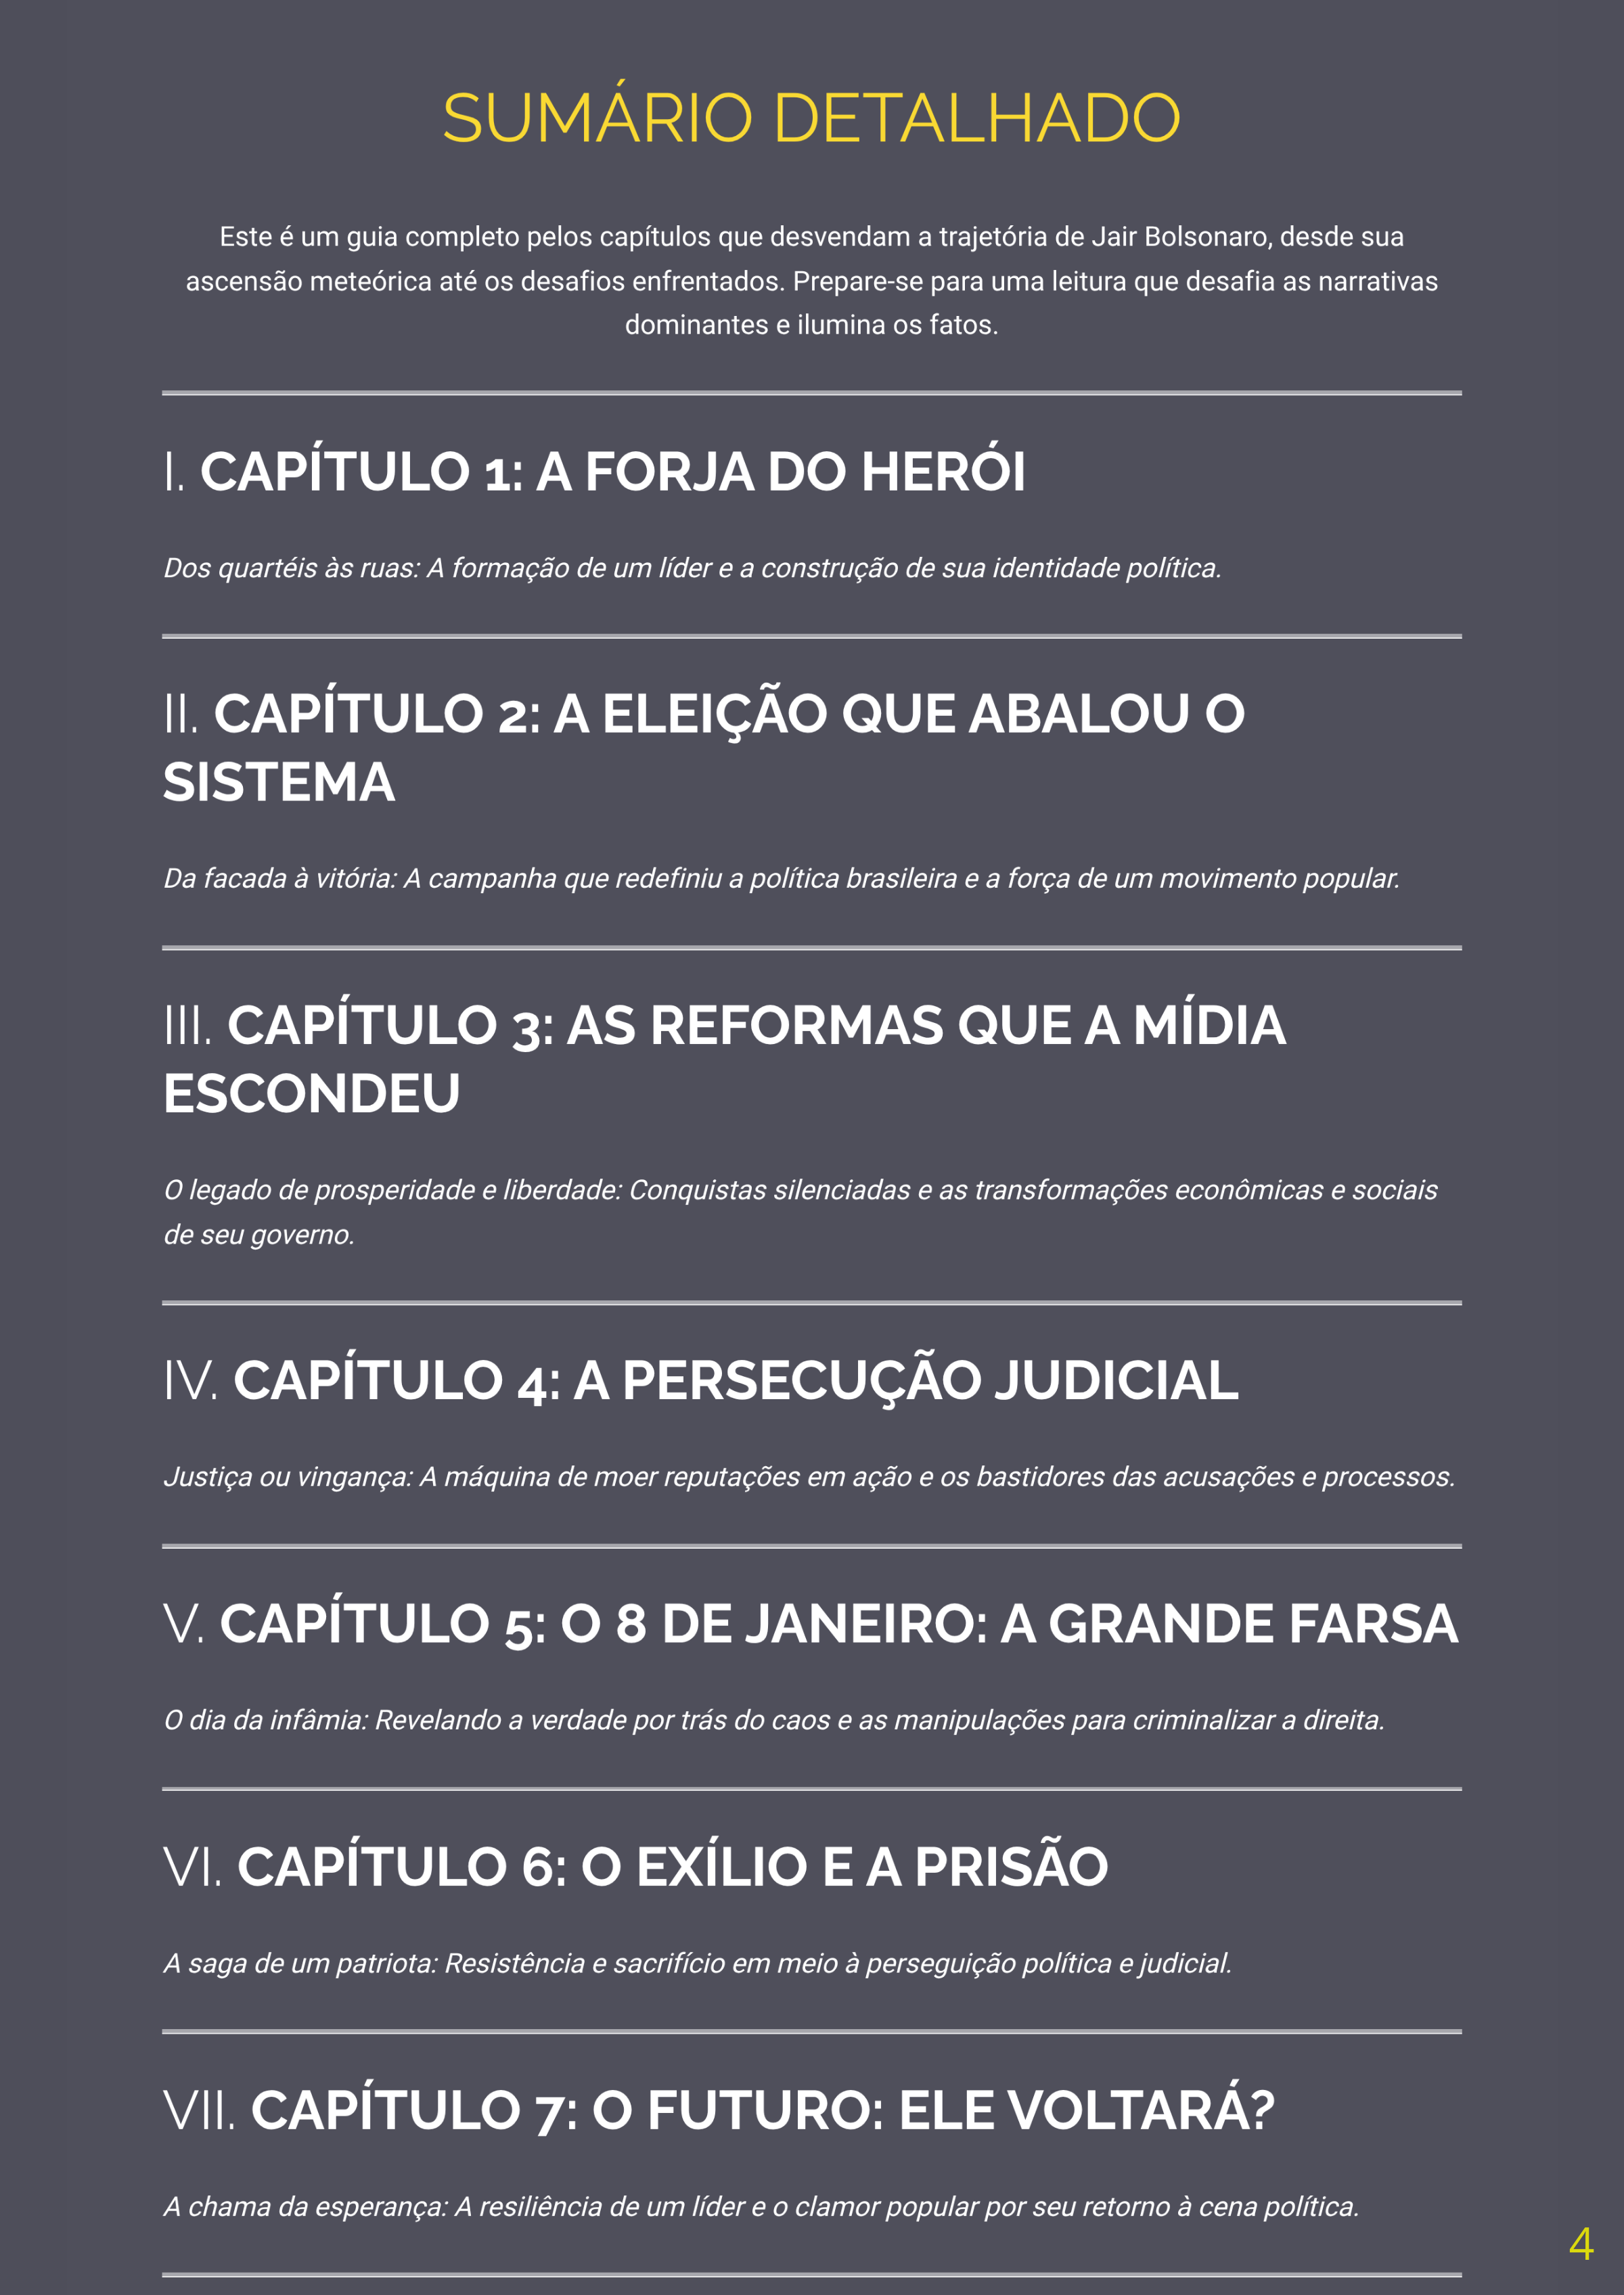 SUMÁRIO DETALHADO
Este é um guia completo pelos capítulos que desvendam a trajetória de Jair Bolsonaro, desde sua
ascensão meteórica até os desafios enfrentados. Prepare-se para uma leitura que desafia as narrativas
dominantes e ilumina os fatos.
I. CAPÍTULO 1: A FORJA DO HERÓI
Dos quartéis às ruas: A formação de um líder e a construção de sua identidade política.
II. CAPÍTULO 2: A ELEIÇÃO QUE ABALOU O
SISTEMA
Da facada à vitória: A campanha que redefiniu a política brasileira e a força de um movimento popular.
III. CAPÍTULO 3: AS REFORMAS QUE A MÍDIA
ESCONDEU
O legado de prosperidade e liberdade: Conquistas silenciadas e as transformações econômicas e sociais
de seu governo.
IV. CAPÍTULO 4: A PERSECUÇÃO JUDICIAL
Justiça ou vingança: A máquina de moer reputações em ação e os bastidores das acusações e processos.
V. CAPÍTULO 5: O 8 DE JANEIRO: A GRANDE FARSA
O dia da infâmia: Revelando a verdade por trás do caos e as manipulações para criminalizar a direita.
VI. CAPÍTULO 6: O EXÍLIO E A PRISÃO
A saga de um patriota: Resistência e sacrifício em meio à perseguição política e judicial.
VII. CAPÍTULO 7: O FUTURO: ELE VOLTARÁ?
A chama da esperança: A resiliência de um líder e o clamor popular por seu retorno à cena política.
4